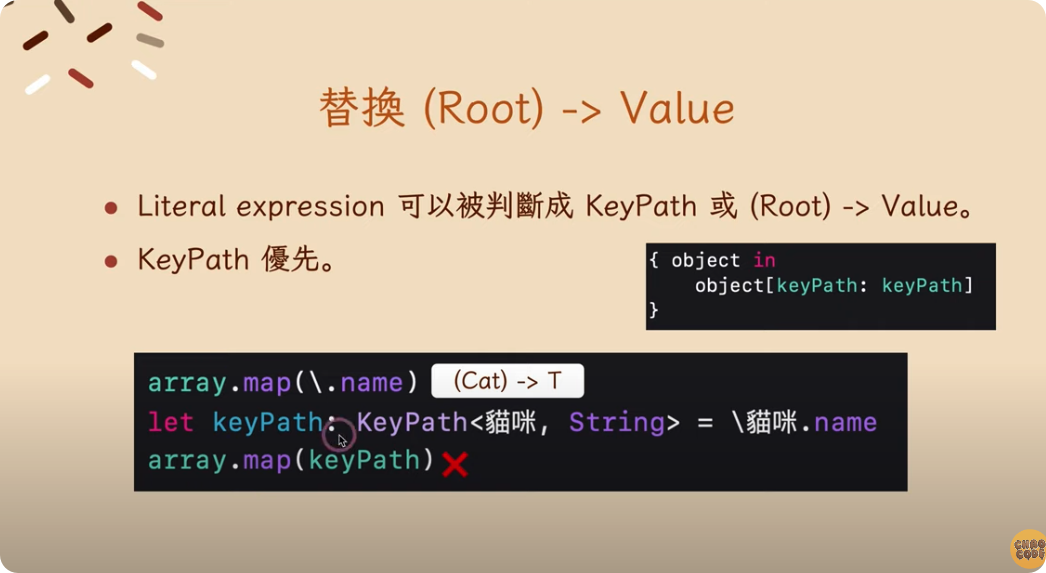 替換 (Root) -> Value
Literal expression 可以被判斷成 KeyPath 或 (Root) -> Value。
KeyPath 優先。
{ object in
object[keyPath: keyPath]
}
array.map(\.name) (Cat) -> T
let keyPath: KeyPath<貓咪, String> = \貓咪.name
array.map(keyPath)
CHAO
CODE